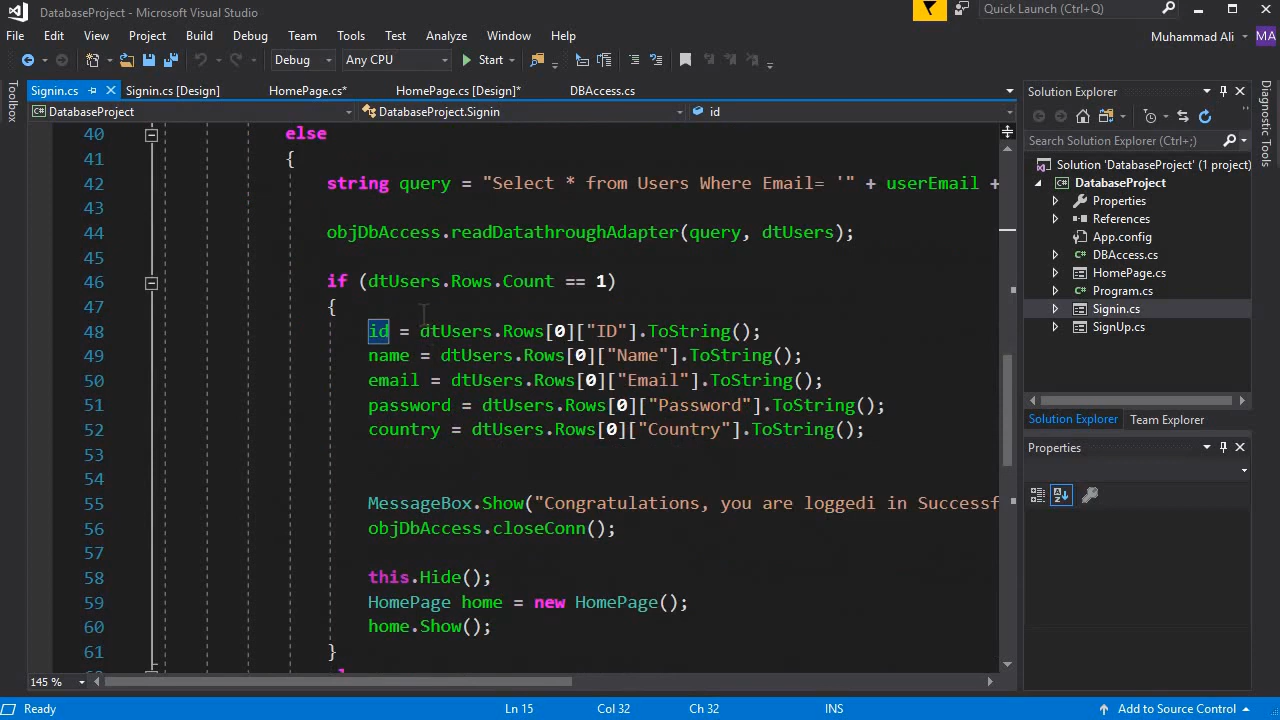 DatabaseProject - Microsoft Visual Studio
Quick Launch (Ctrl+Q)
File Edit View Project Build Debug Team Tools Test Analyze Window Help
Muhammad Ali MA
Debug Any CPU Start
Signin.cs Signin.cs [Design] HomePage.cs* HomePage.cs [Design]* DBAccess.cs
DatabaseProject DatabaseProject.Signin id
Toolbox
40 else
41 {
42 string query = "Select * from Users Where Email= '" + userEmail +
43
44 objDbAccess.readDatathroughAdapter(query, dtUsers);
45
46 if (dtUsers.Rows.Count == 1)
47 {
48 id = dtUsers.Rows[0]["ID"].ToString();
49 name = dtUsers.Rows[0]["Name"].ToString();
50 email = dtUsers.Rows[0]["Email"].ToString();
51 password = dtUsers.Rows[0]["Password"].ToString();
52 country = dtUsers.Rows[0]["Country"].ToString();
53
54
55 MessageBox.Show("Congratulations, you are loggedi in Successf
56 objDbAccess.closeConn();
57
58 this.Hide();
59 HomePage home = new HomePage();
60 home.Show();
61 }
145 %
Solution Explorer
Search Solution Explorer (Ctrl+;)
Solution 'DatabaseProject' (1 project)
DatabaseProject
Properties
References
App.config
C# DBAccess.cs
HomePage.cs
C# Program.cs
Signin.cs
SignUp.cs
Solution Explorer Team Explorer
Properties
Diagnostic Tools
Ready Ln 15 Col 32 Ch 32 INS Add to Source Control